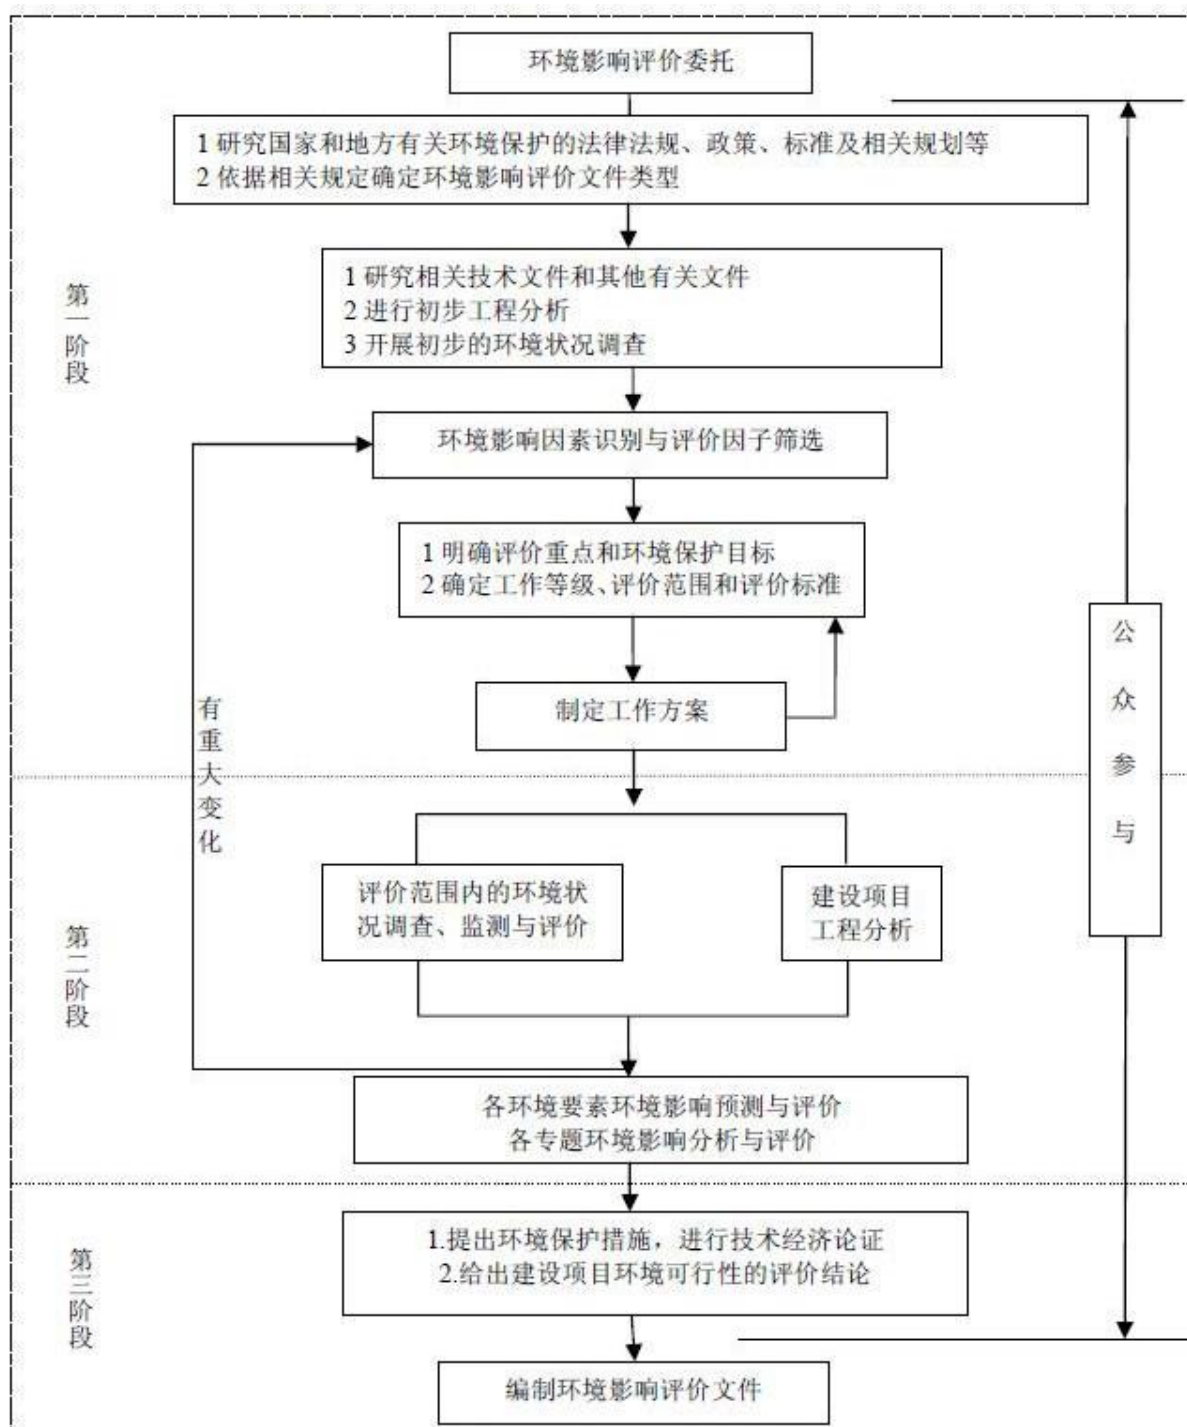 环境影响评价委托
1 研究国家和地方有关环境保护的法律法规、政策、标准及相关规划等
2 依据相关规定确定环境影响评价文件类型
第一阶段
1 研究相关技术文件和其他有关文件
2 进行初步工程分析
3 开展初步的环境状况调查
环境影响因素识别与评价因子筛选
1 明确评价重点和环境保护目标
2 确定工作等级、评价范围和评价标准
公众参与
制定工作方案
有重大变化
第二阶段
评价范围内的环境状
况调查、监测与评价
建设项目
工程分析
各环境要素环境影响预测与评价
各专题环境影响分析与评价
第三阶段
1.提出环境保护措施，进行技术经济论证
2.给出建设项目环境可行性的评价结论
编制环境影响评价文件